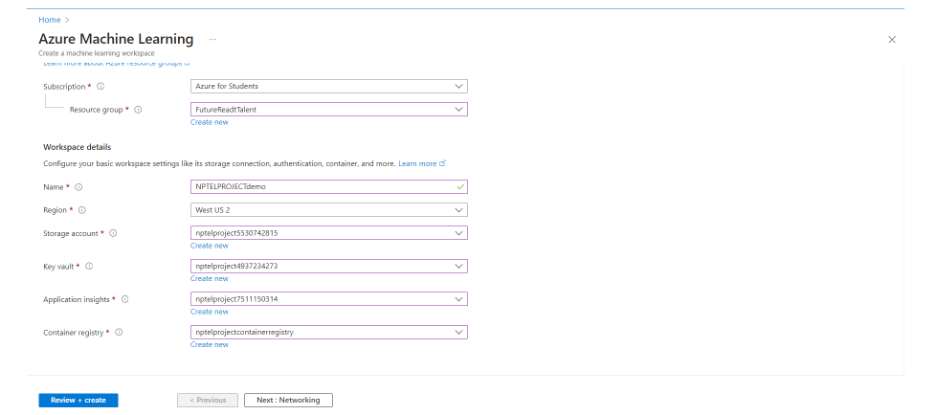 Home >
Azure Machine Learning ...
Create a machine learning workspace
Learn more about Azure resource groups
Subscription * Azure for Students
Resource group * FutureReadtTalent
Create new
Workspace details
Configure your basic workspace settings like its storage connection, authentication, container, and more. Learn more
Name * NPTELPROJECTdemo
Region * West US 2
Storage account * nptelproject5530742815
Create new
Key vault * nptelproject4937234273
Create new
Application insights * nptelproject7511150314
Create new
Container registry * nptelprojectcontainerregistry
Create new
Review + create < Previous Next : Networking